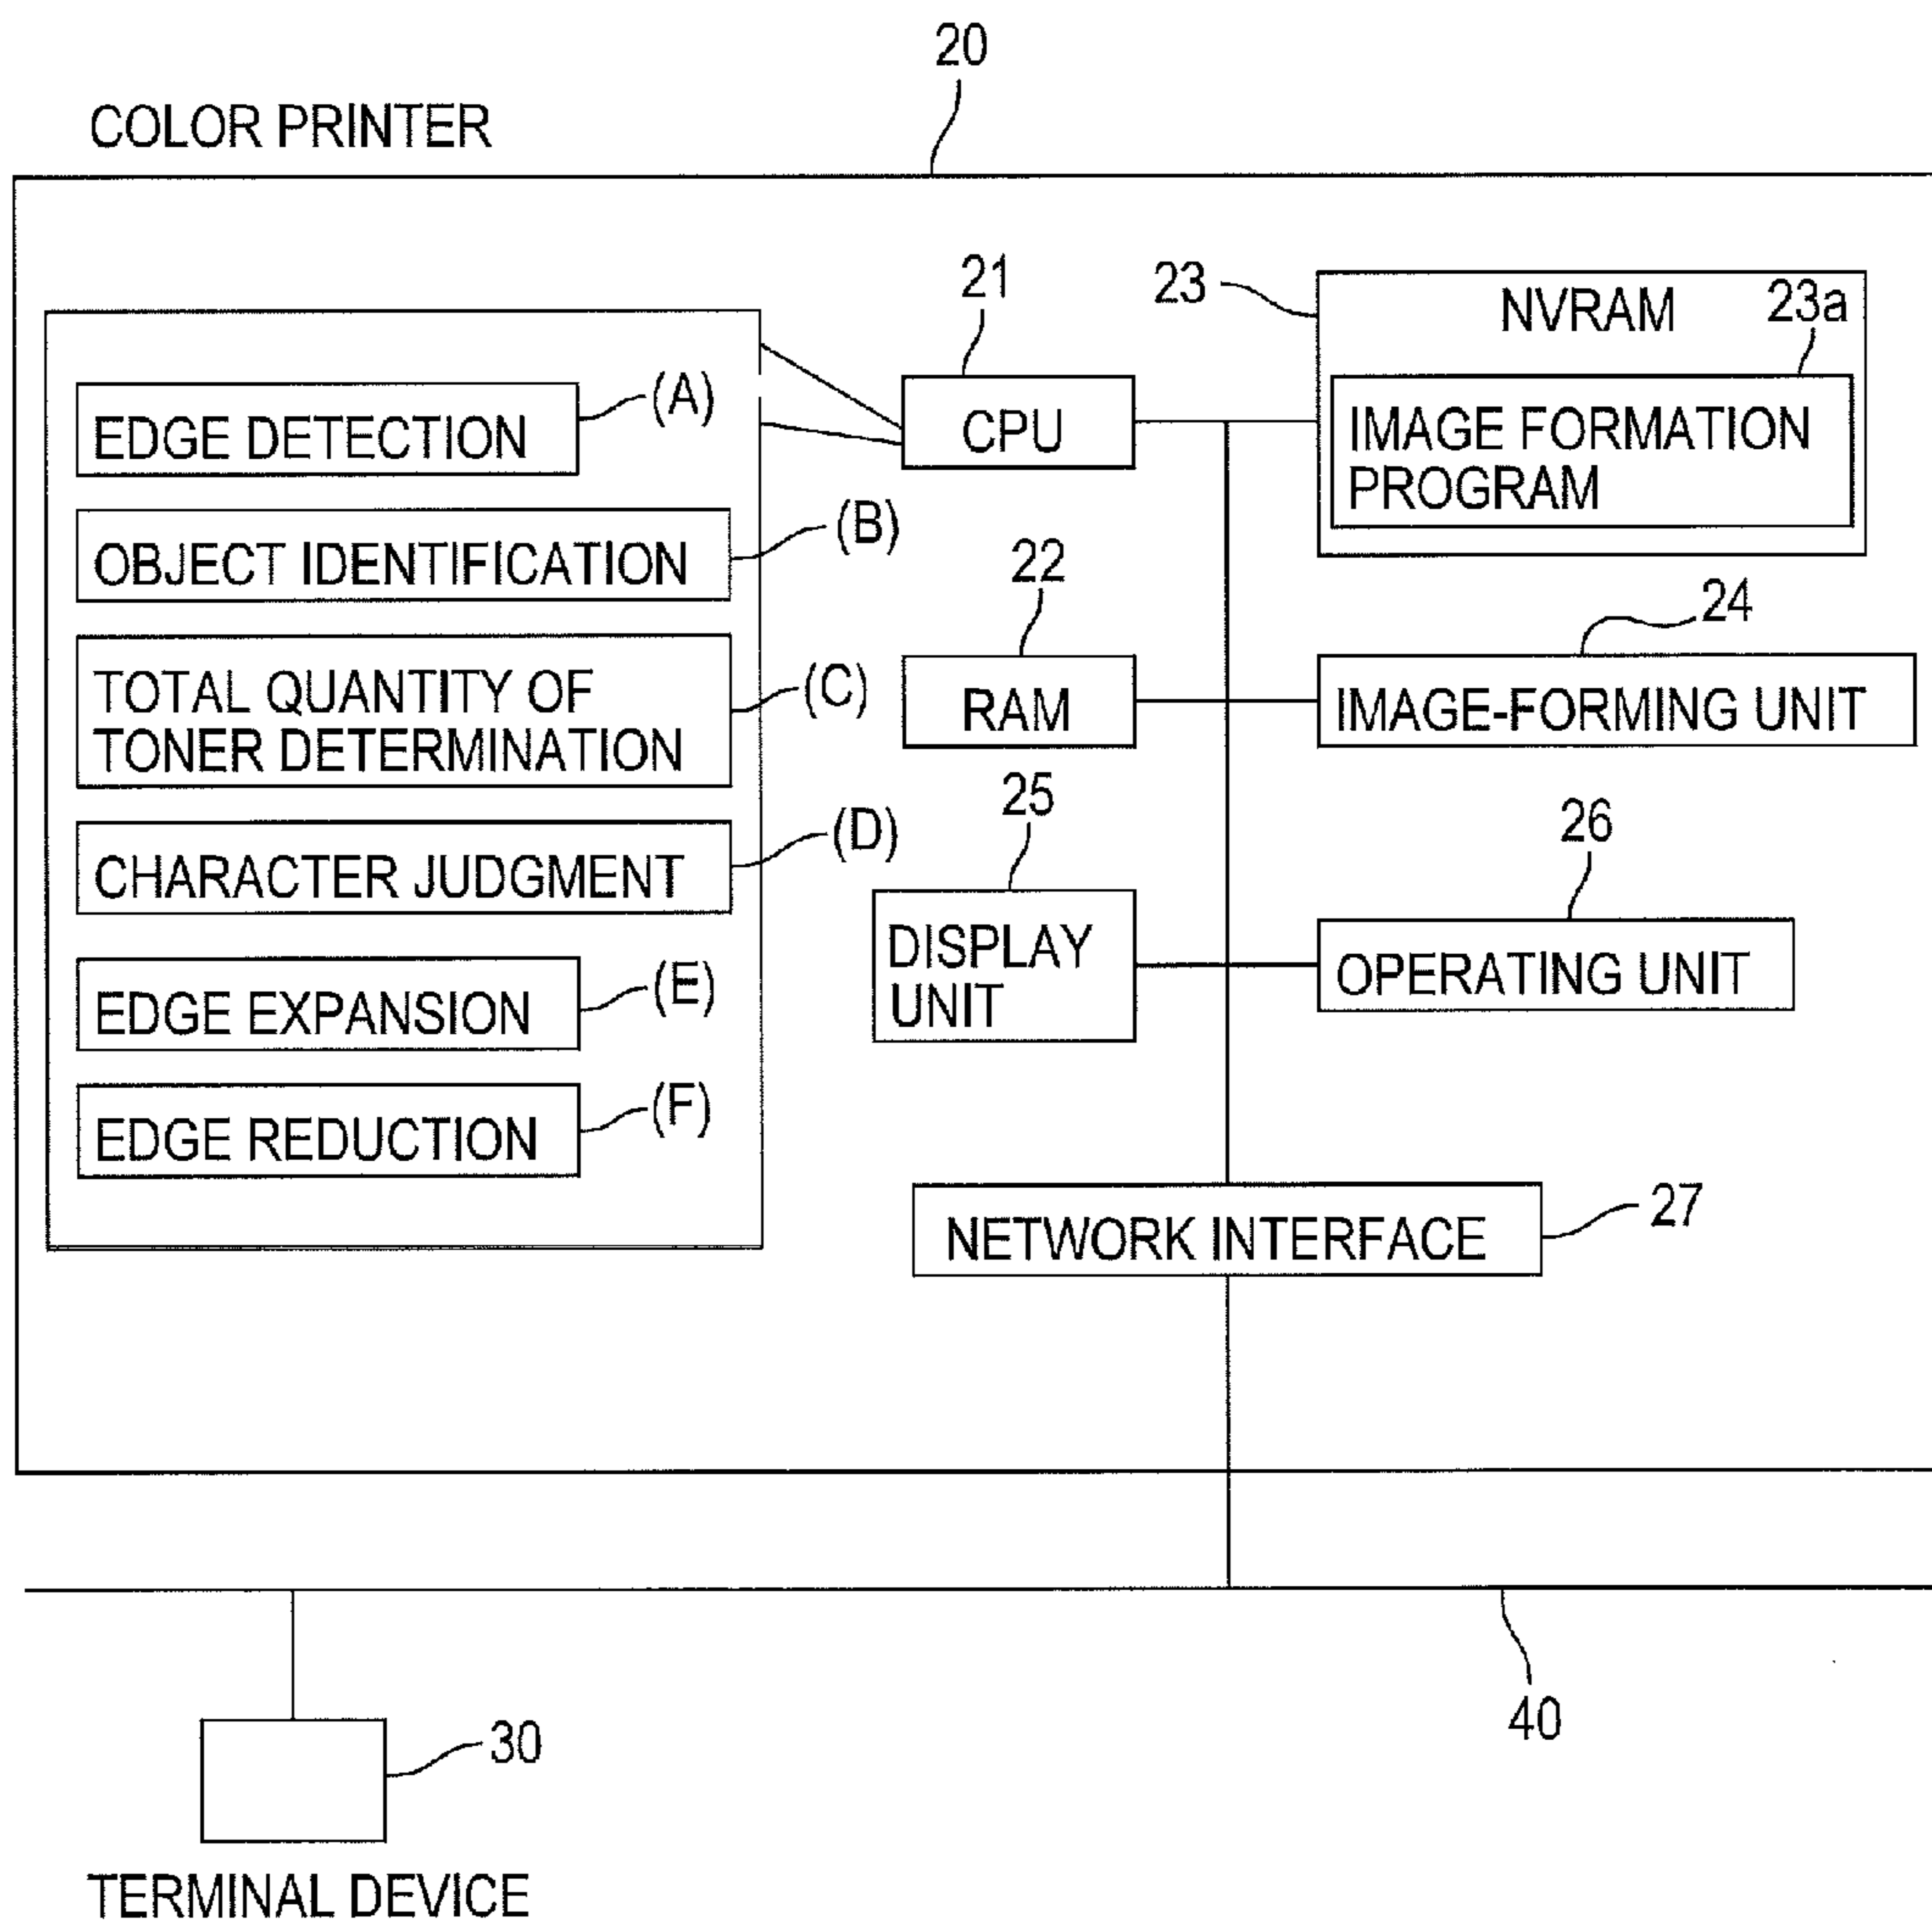 20
COLOR PRINTER
21
23
NVRAM
23a
EDGE DETECTION
(A)
CPU
IMAGE FORMATION
PROGRAM
OBJECT IDENTIFICATION
(B)
22
24
TOTAL QUANTITY OF
TONER DETERMINATION
(C)
RAM
IMAGE-FORMING UNIT
25
26
CHARACTER JUDGMENT
(D)
DISPLAY
UNIT
OPERATING UNIT
EDGE EXPANSION
(E)
EDGE REDUCTION
(F)
NETWORK INTERFACE
27
40
30
TERMINAL DEVICE